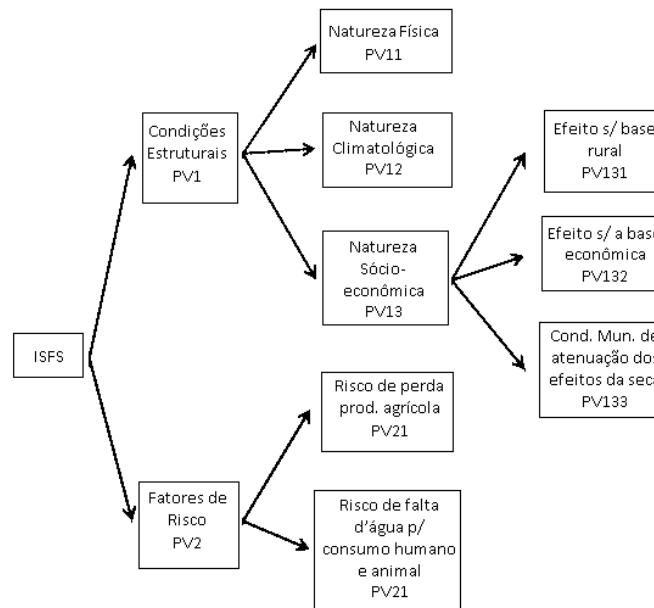 Natureza Física
PV11
Condições
Estruturais
PV1
Natureza
Climatológica
PV12
Efeito s/ base
rural
PV131
Natureza
Sócio-
econômica
PV13
Efeito s/ a base
econômica
PV132
Cond. Mun. de
atenuação dos
efeitos da seca
PV133
ISFS
Risco de perda
prod. agrícola
PV21
Fatores de
Risco
PV2
Risco de falta
d'água p/
consumo humano
e animal
PV21